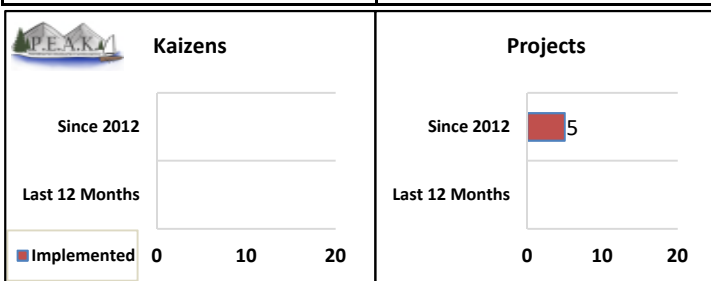 P.E.A.K.
Kaizens
Since 2012
Last 12 Months
Implemented
0 10 20
Projects
Since 2012
5
Last 12 Months
0 10 20